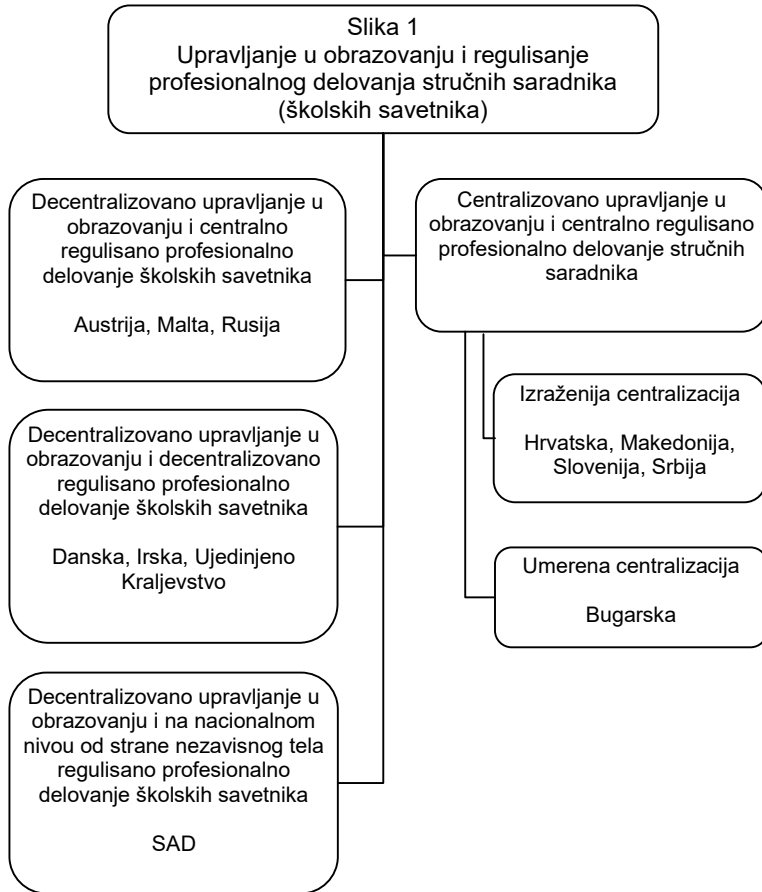 Slika 1
Upravljanje u obrazovanju i regulisanje
profesionalnog delovanja stručnih saradnika
(školskih savetnika)
Decentralizovano upravljanje u
obrazovanju i centralno
regulisano profesionalno
delovanje školskih savetnika
Austrija, Malta, Rusija
Decentralizovano upravljanje u
obrazovanju i decentralizovano
regulisano profesionalno
delovanje školskih savetnika
Danska, Irska, Ujedinjeno
Kraljevstvo
Decentralizovano upravljanje u
obrazovanju i na nacionalnom
nivou od strane nezavisnog tela
regulisano profesionalno
delovanje školskih savetnika
SAD
Centralizovano upravljanje u
obrazovanju i centralno regulisano
profesionalno delovanje stručnih
saradnika
Izraženija centralizacija
Hrvatska, Makedonija,
Slovenija, Srbija
Umerena centralizacija
Bugarska